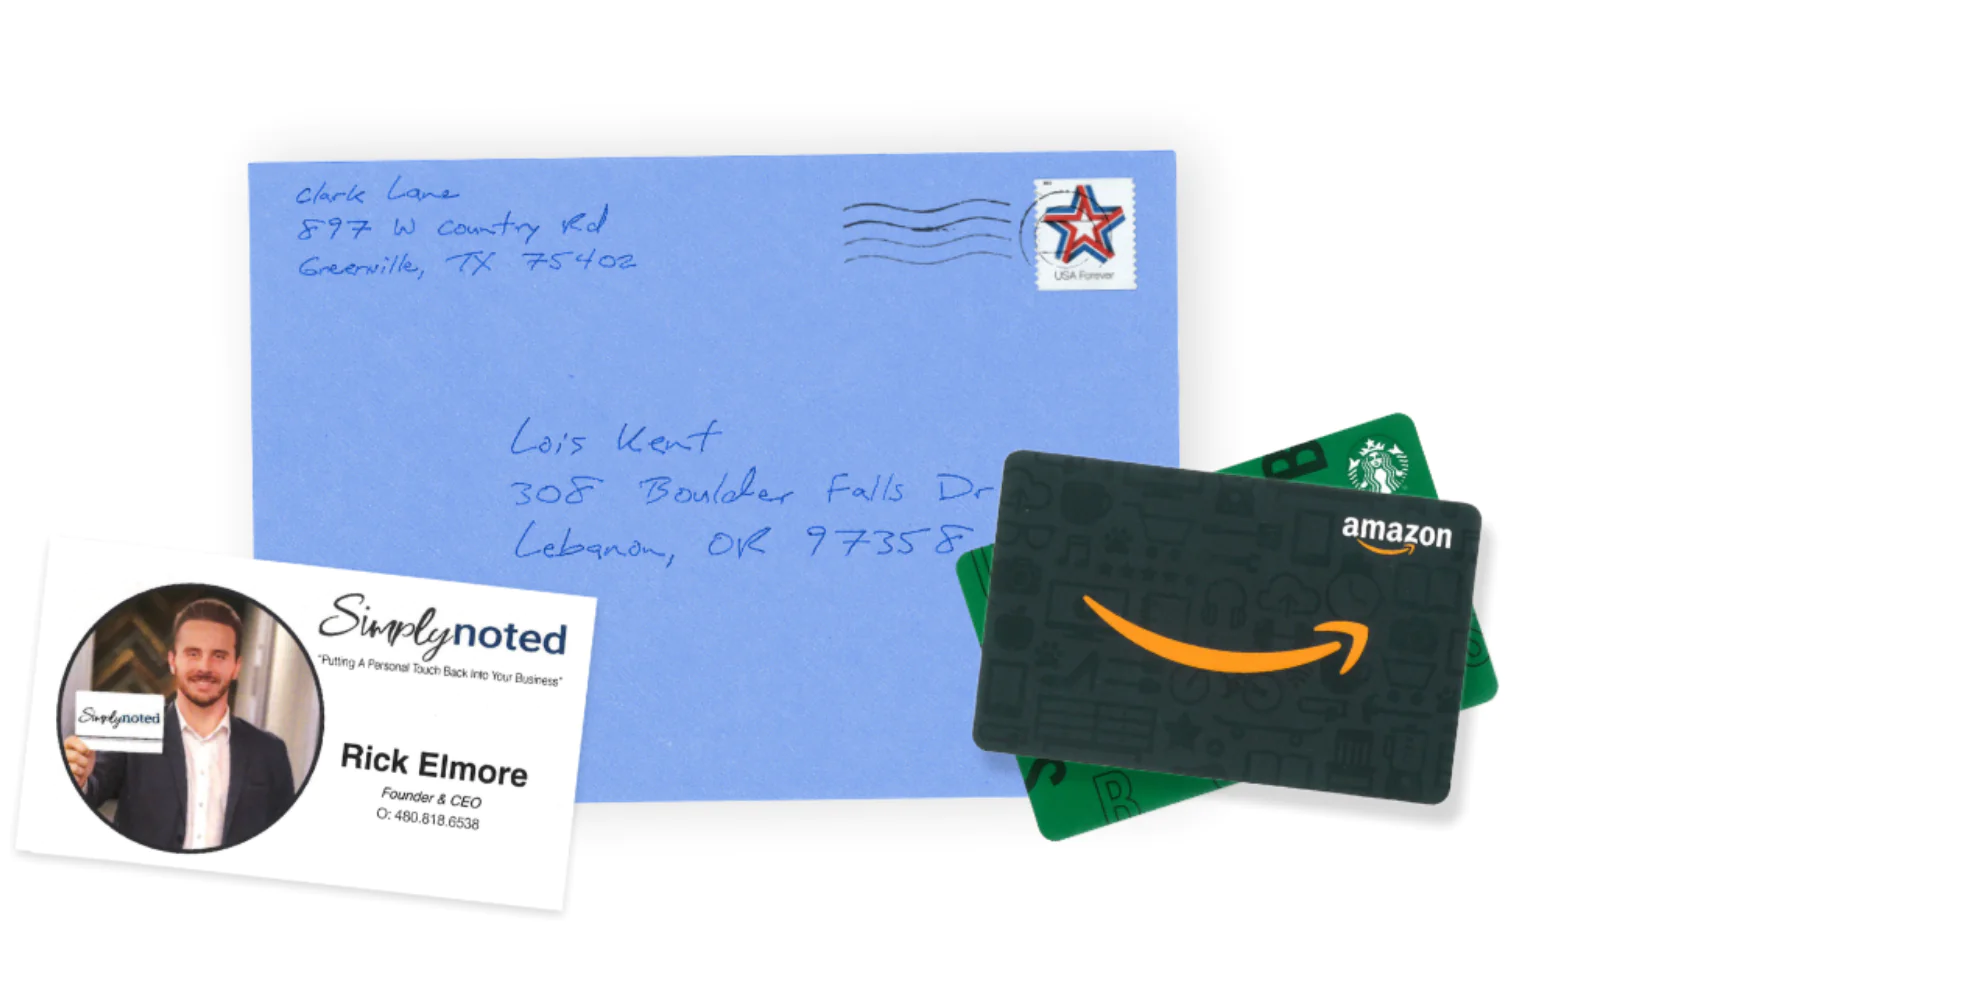 Clark Lane
897 W Country Rd
Greenville, TX 75402
USA Forever
Lois Kent
308 Boulder Falls Dr
Lebanon, OR 97358
Simplynoted
"Putting A Personal Touch Back Into Your Business"
Simplynoted
Rick Elmore
Founder & CEO
O: 480.818.6538
B
amazon
B